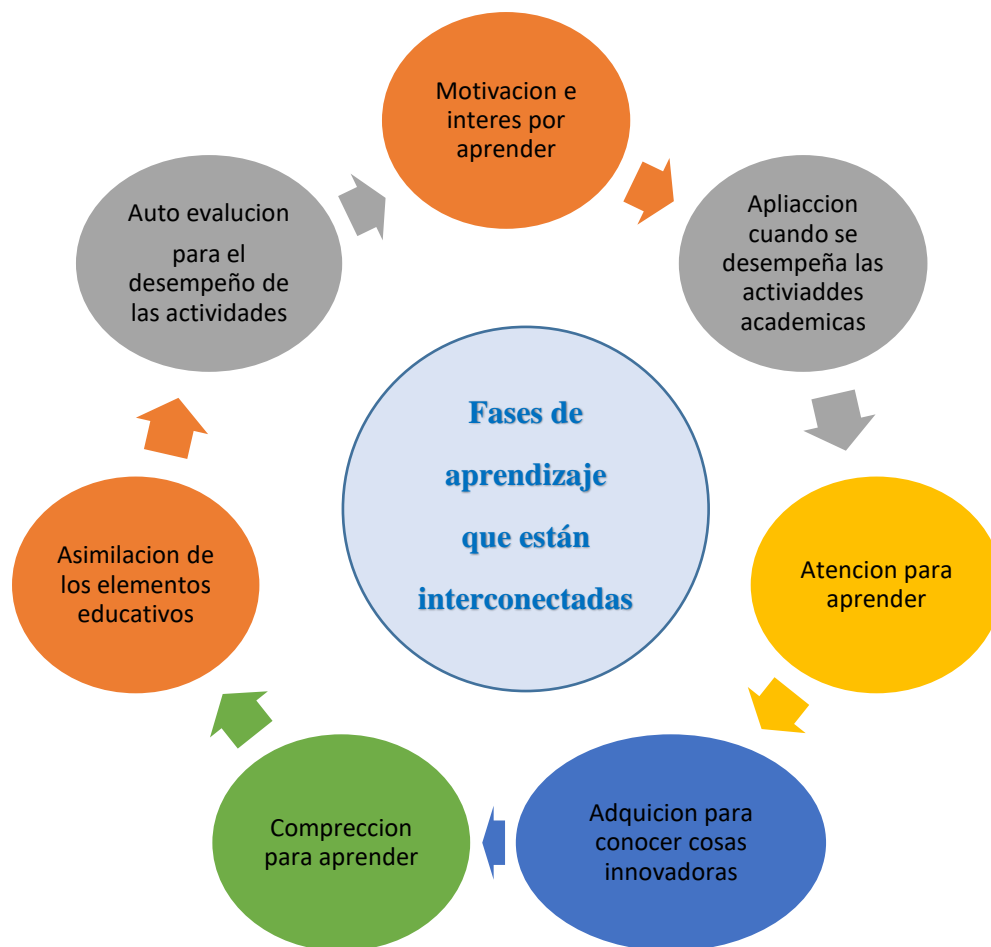 Motivacion e
interes por
aprender
Apliaccion
cuando se
desempeña las
activiaddes
academicas
Atencion para
aprender
Adquicion para
conocer cosas
innovadoras
Compreccion
para aprender
Asimilacion de
los elementos
educativos
Auto evalucion
para el
desempeño de
las actividades
Fases de
aprendizaje
que están
interconectadas